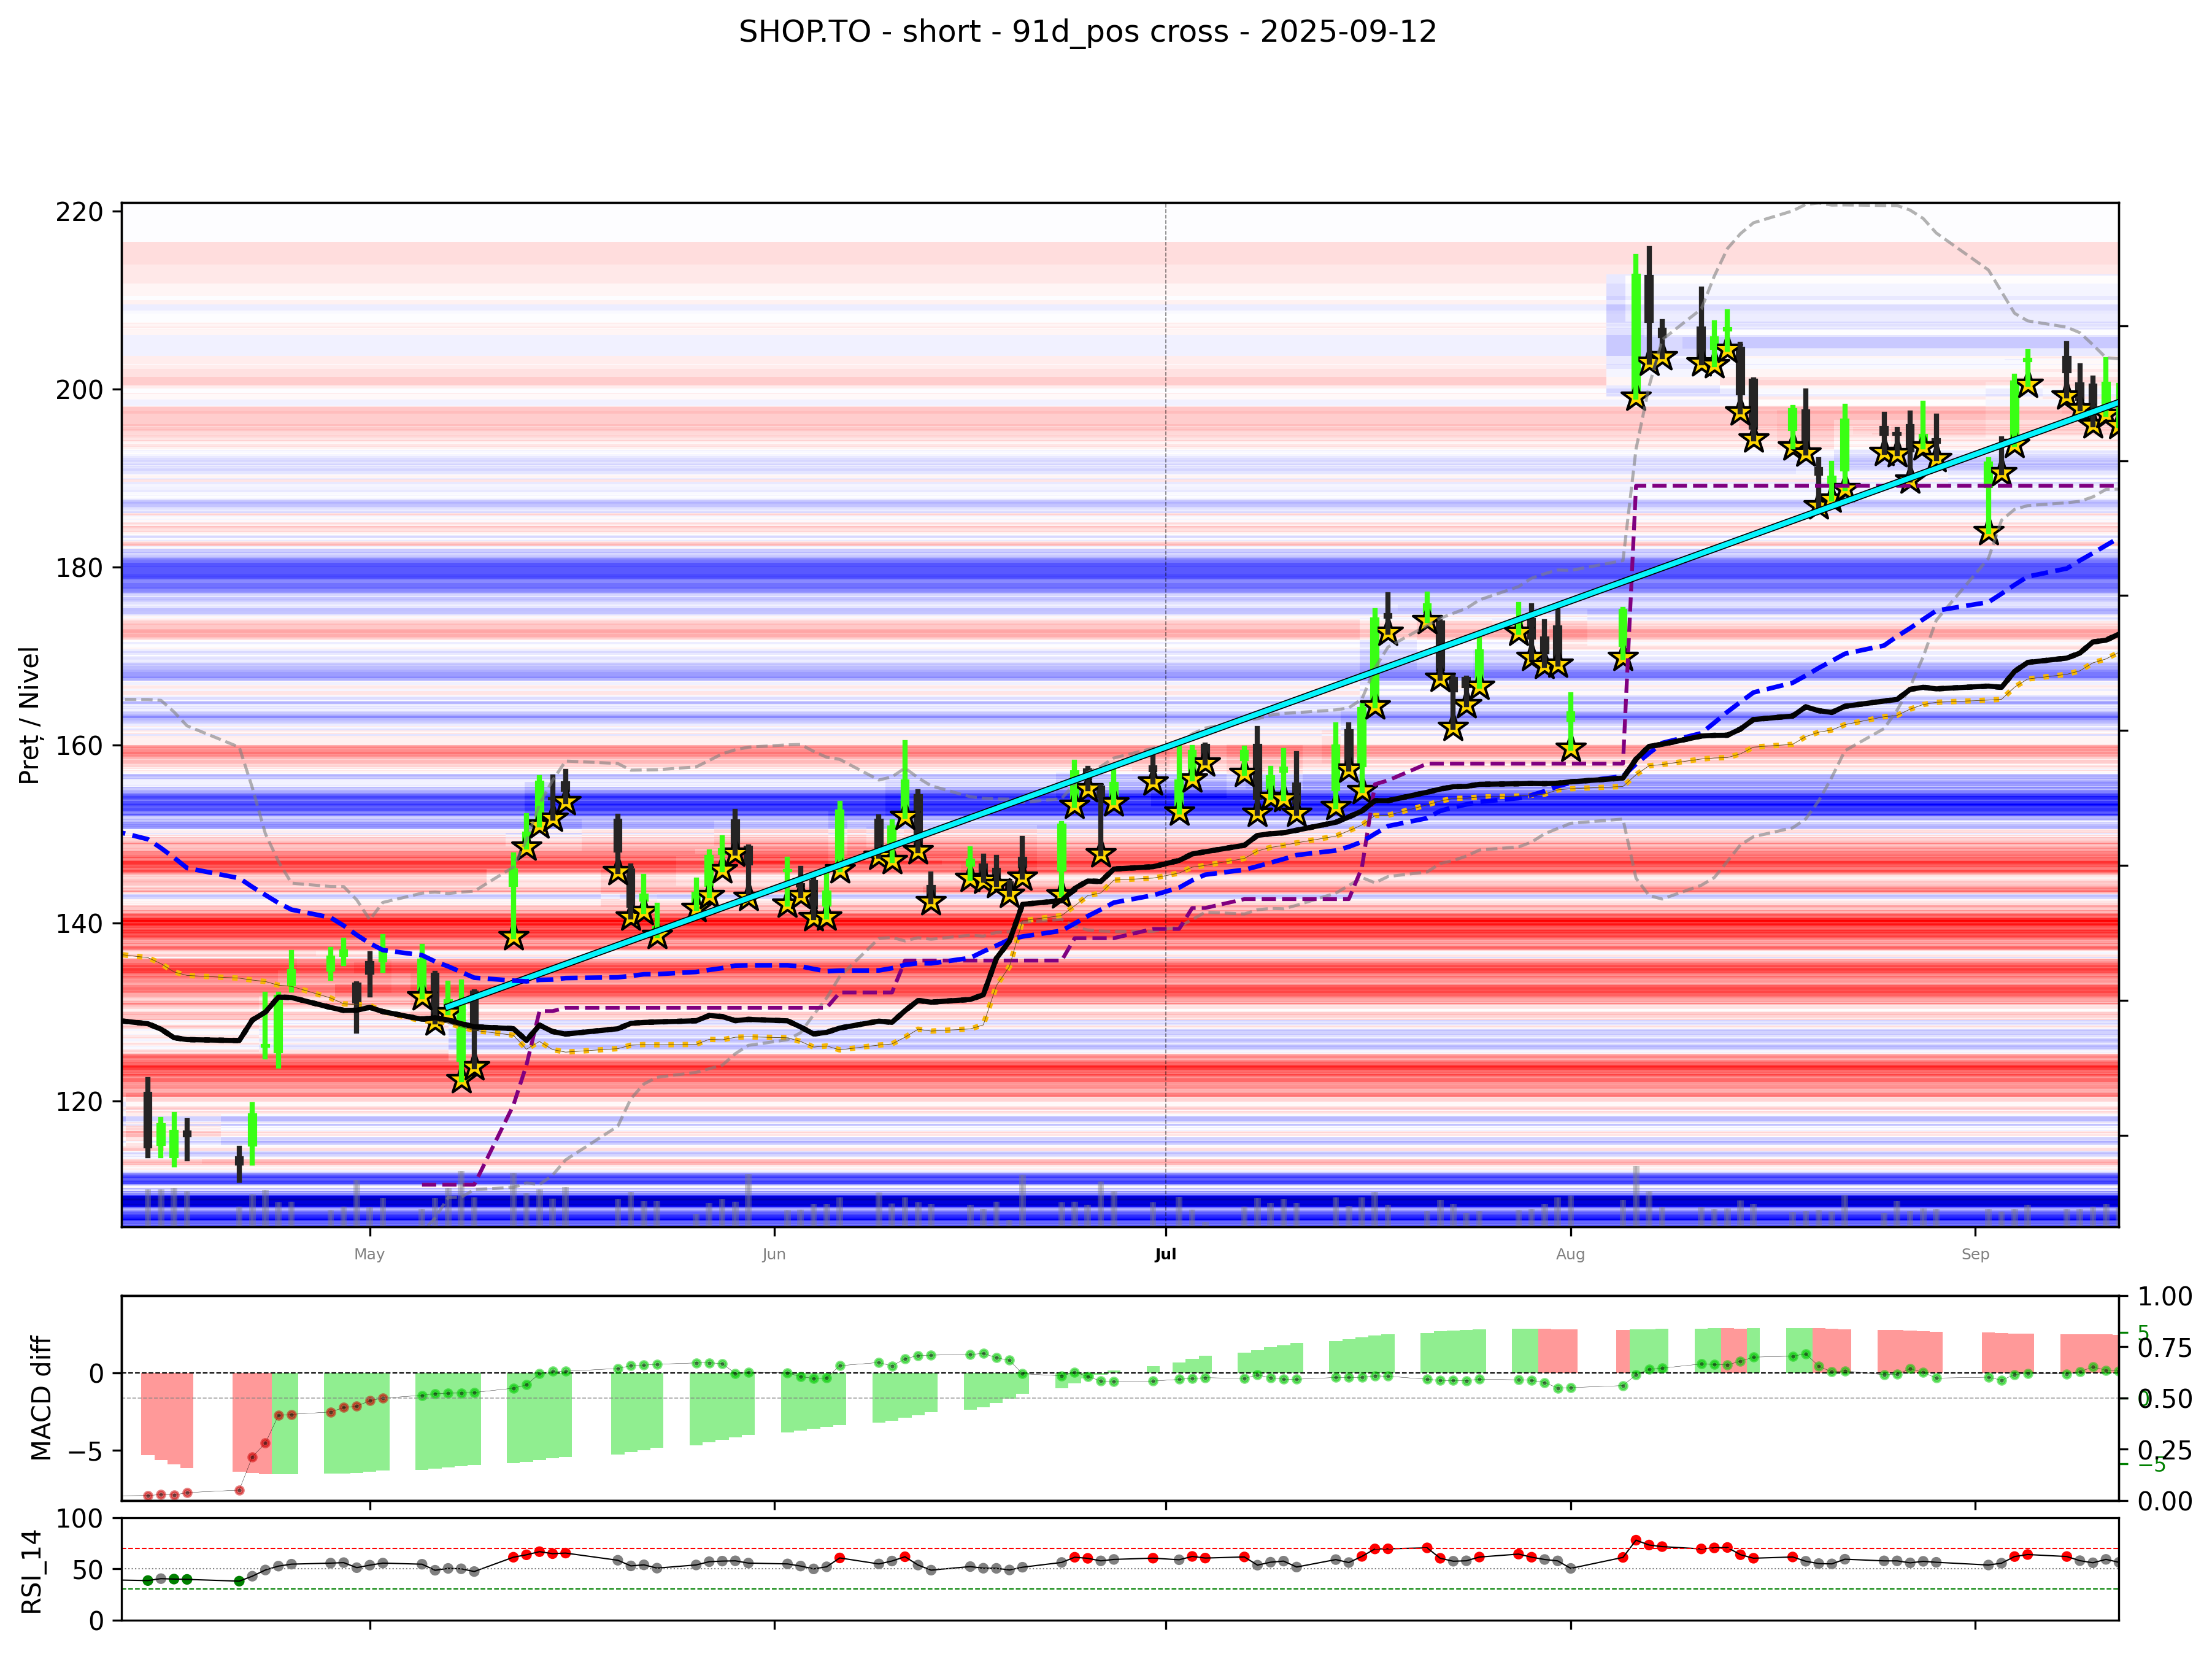 SHOP.TO - short - 91d_pos cross - 2025-09-12
Preț / Nivel
220
200
180
160
140
120
May
Jun
Jul
Aug
Sep
MACD diff
0
−5
1.00
0.75
0.50
0.25
0.00
5
−5
RSI_14
100
50
0